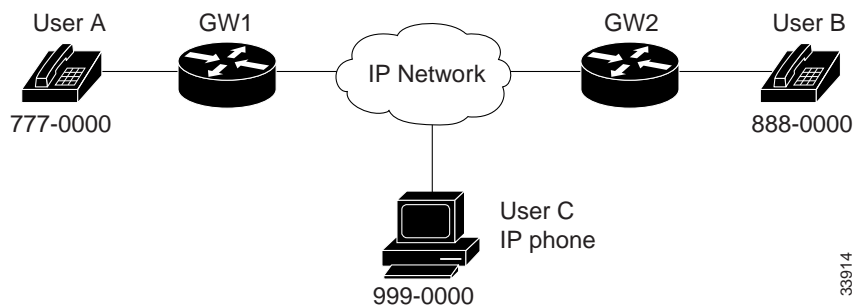 User A
GW1
GW2
User B
IP Network
777-0000
888-0000
User C
IP phone
999-0000
33914